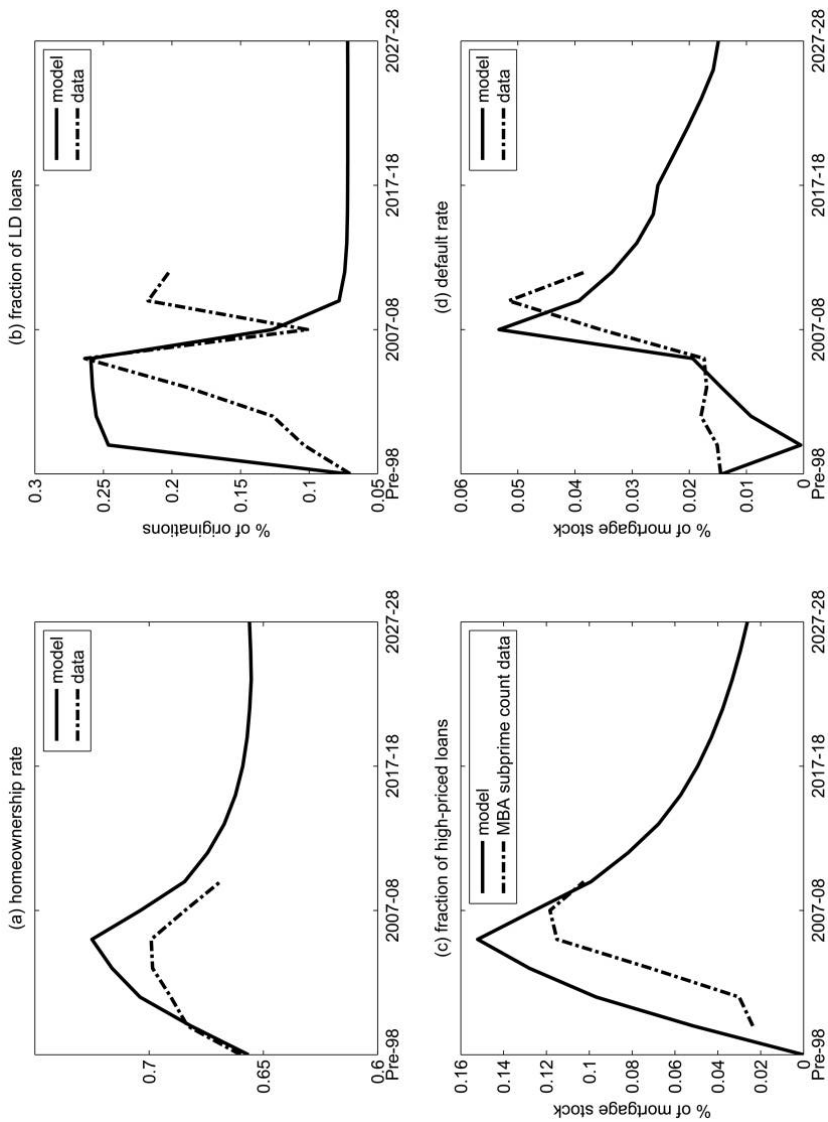 (a) homeownership rate
model
data
0.7
0.65
0.6
Pre-98
2007-08
2017-18
2027-28
(b) fraction of LD loans
model
data
% of originations
0.3
0.25
0.2
0.15
0.1
0.05
Pre-98
2007-08
2017-18
2027-28
(c) fraction of high-priced loans
model
MBA subprime count data
% of mortgage stock
0.16
0.14
0.12
0.1
0.08
0.06
0.04
0.02
0
Pre-98
2007-08
2017-18
2027-28
(d) default rate
model
data
% of mortgage stock
0.06
0.05
0.04
0.03
0.02
0.01
0
Pre-98
2007-08
2017-18
2027-28